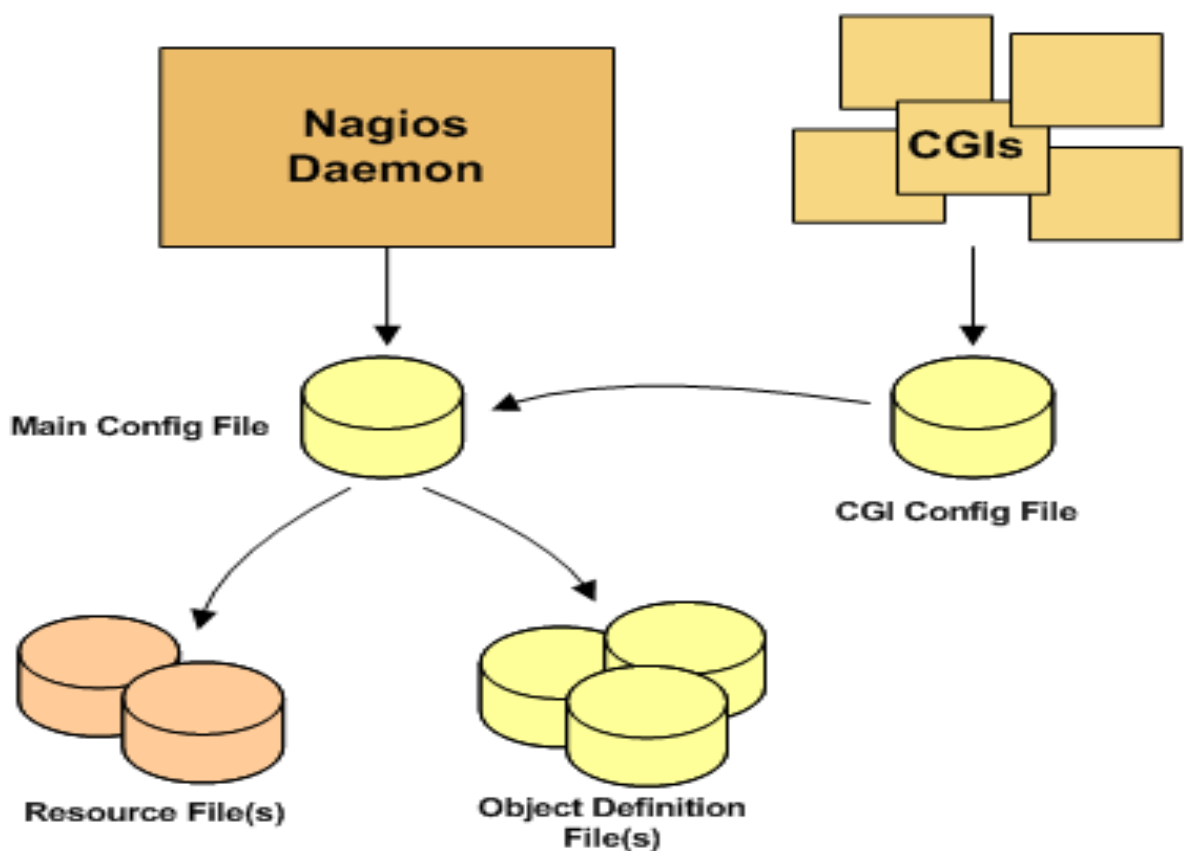 Nagios
Daemon
CGIs
Main Config File
CGI Config File
Resource File(s)
Object Definition
File(s)